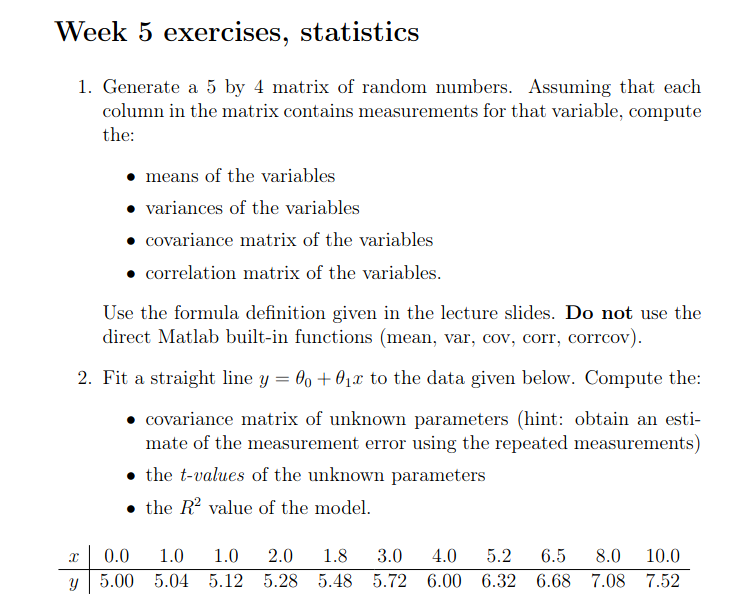 Week 5 exercises, statistics
1. Generate a 5 by 4 matrix of random numbers. Assuming that each
column in the matrix contains measurements for that variable, compute
the:
• means of the variables
• variances of the variables
• covariance matrix of the variables
• correlation matrix of the variables.
Use the formula definition given in the lecture slides. Do not use the
direct Matlab built-in functions (mean, var, cov, corr, corrcov).
2. Fit a straight line y = θ₀ + θ₁x to the data given below. Compute the:
• covariance matrix of unknown parameters (hint: obtain an esti-
mate of the measurement error using the repeated measurements)
• the t-values of the unknown parameters
• the R² value of the model.
x 0.0 1.0 1.0 2.0 1.8 3.0 4.0 5.2 6.5 8.0 10.0
y 5.00 5.04 5.12 5.28 5.48 5.72 6.00 6.32 6.68 7.08 7.52